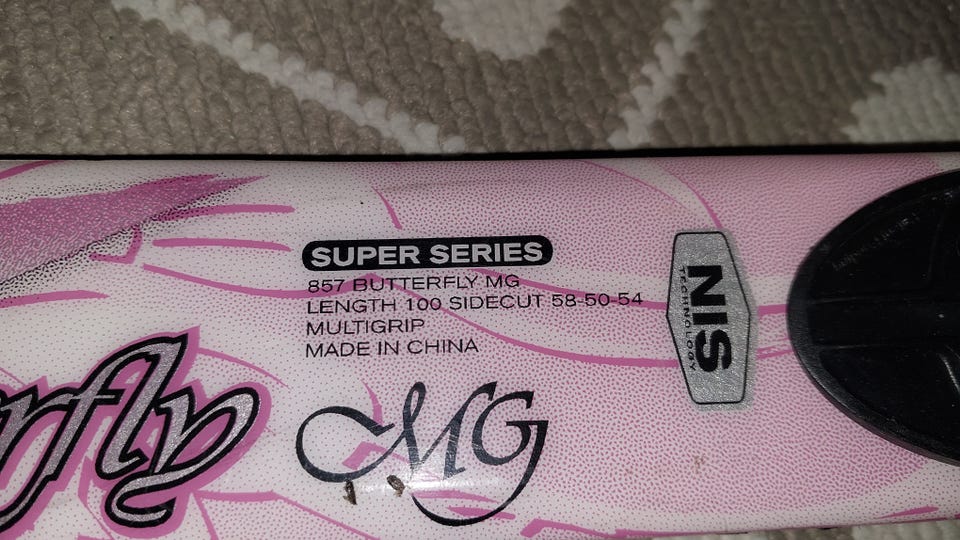 SUPER SERIES
857 BUTTERFLY MG
LENGTH 100 SIDECUT 58-50-54
MULTIGRIP
MADE IN CHINA
rfly
MG
NIS
TECHNOLOGY